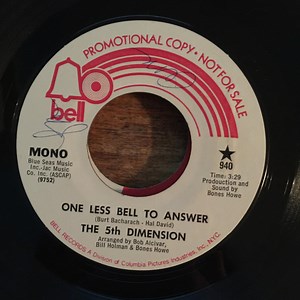 PROMOTIONAL COPY • NOT FOR SALE
bell
MONO
Blue Seas Music
Inc.-Jac Music
Co. Inc. (ASCAP)
(9752)
★
940
Time: 3:29
Production and
Sound by
Bones Howe
ONE LESS BELL TO ANSWER
(Burt Bacharach - Hal David)
THE 5th DIMENSION
Arranged by Bob Alcivar,
Bill Holman & Bones Howe
BELL RECORDS A Division Of Columbia Pictures Industries, Inc., NYC